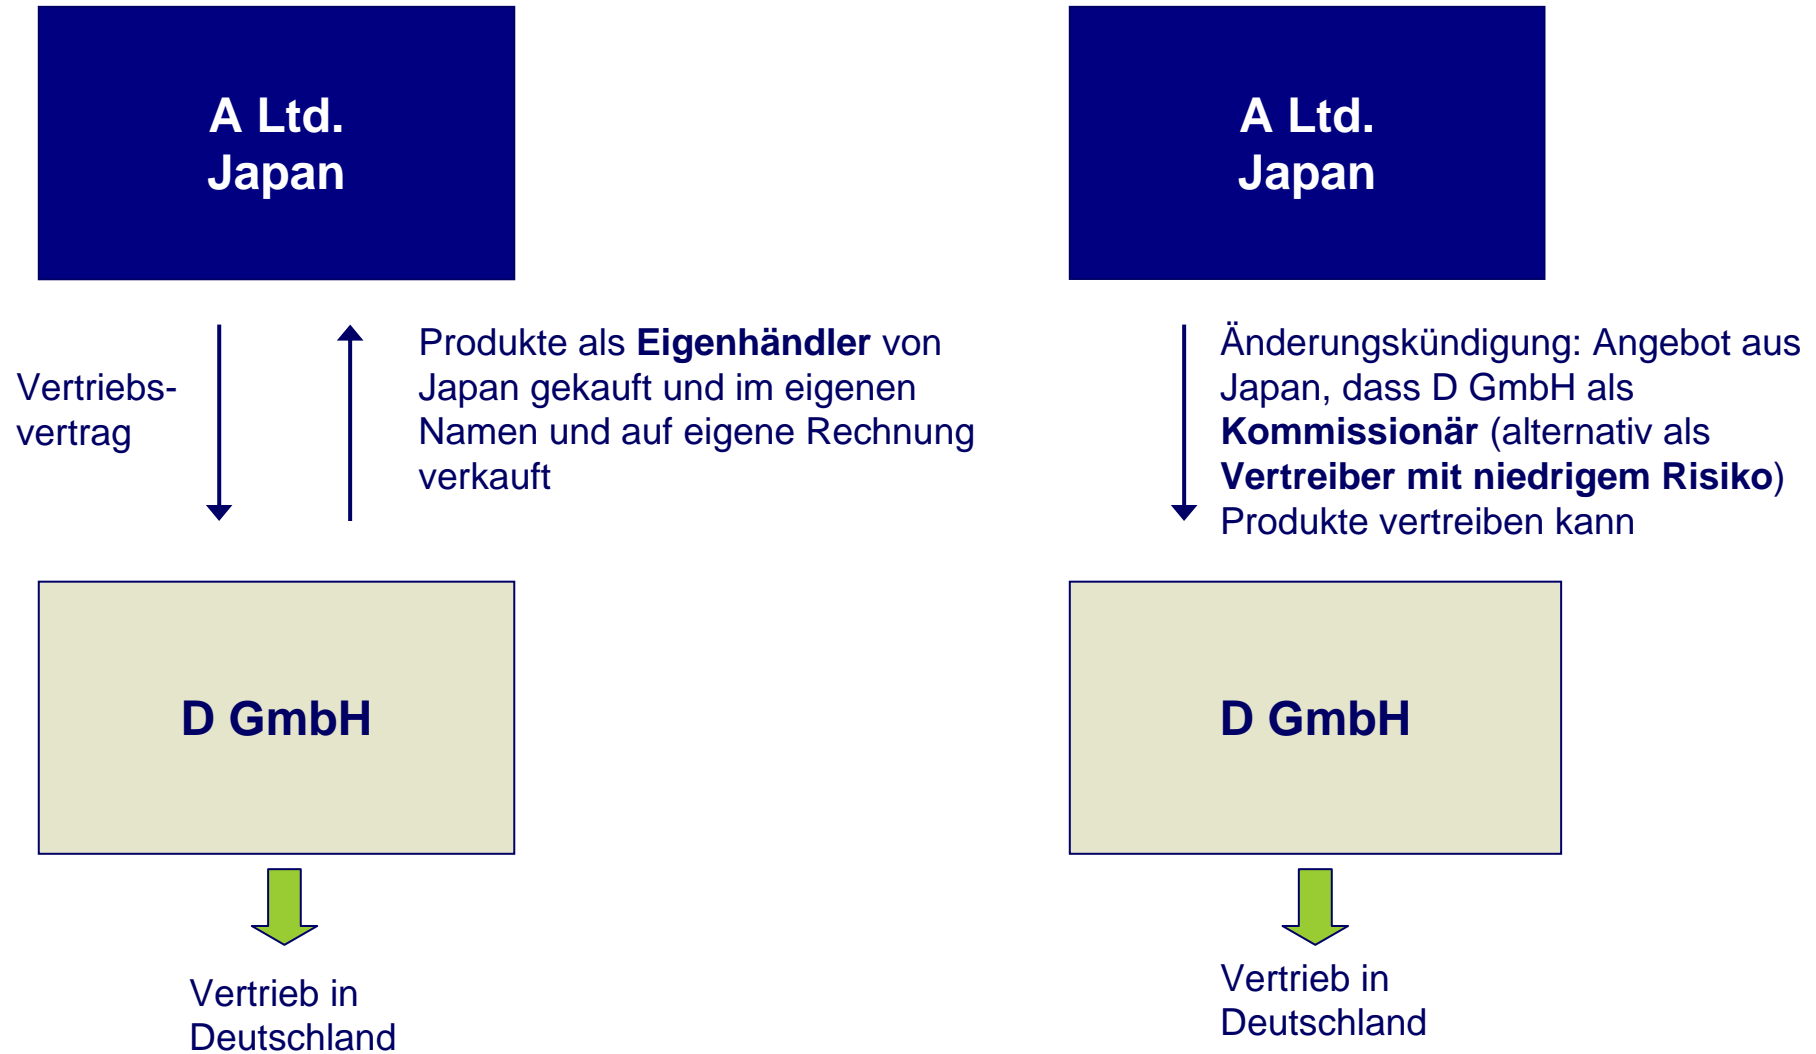 A Ltd.
Japan
Vertriebs-
vertrag
Produkte als Eigenhändler von
Japan gekauft und im eigenen
Namen und auf eigene Rechnung
verkauft
D GmbH
Vertrieb in
Deutschland
A Ltd.
Japan
Änderungskündigung: Angebot aus
Japan, dass D GmbH als
Kommissionär (alternativ als
Vertreiber mit niedrigem Risiko)
Produkte vertreiben kann
D GmbH
Vertrieb in
Deutschland